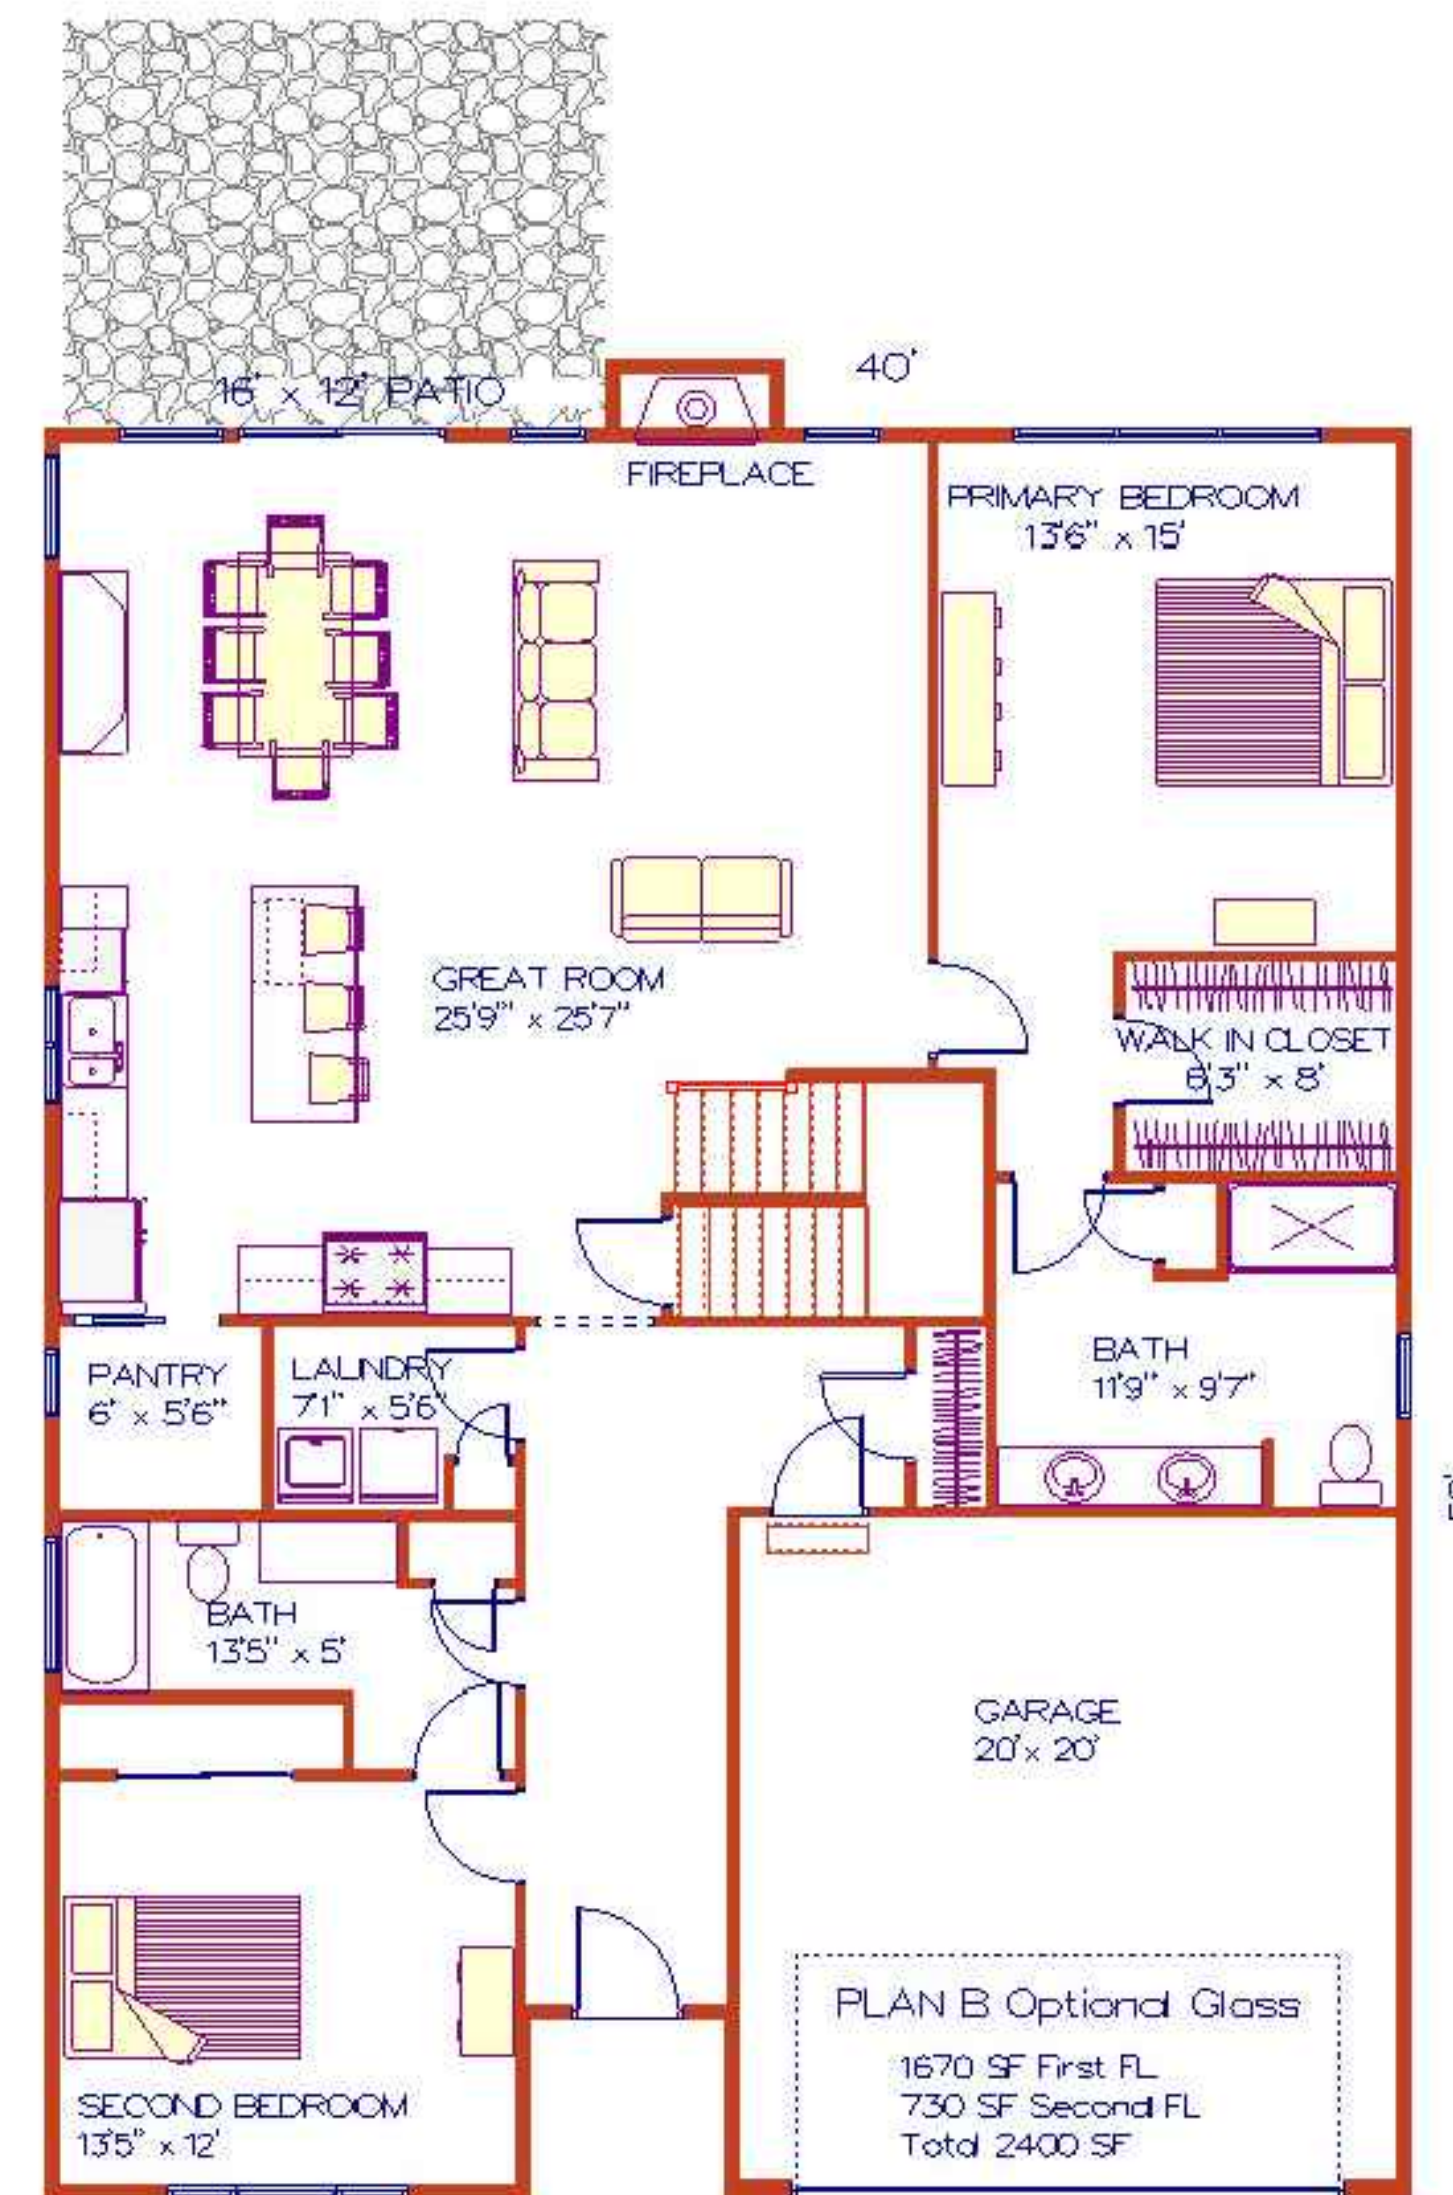 16' x 12' PATIO
40'
FIREPLACE
PRIMARY BEDROOM
13'6" x 15'
GREAT ROOM
25'9" x 25'7"
WALK IN CLOSET
6'3" x 8'
PANTRY
6' x 5'6"
LAUNDRY
7'1" x 5'6"
BATH
11'9" x 9'7"
BATH
13'5" x 5'
GARAGE
20' x 20'
PLAN B Optional Glass
1670 SF First FL
730 SF Second FL
Total 2400 SF
SECOND BEDROOM
13'5" x 12'